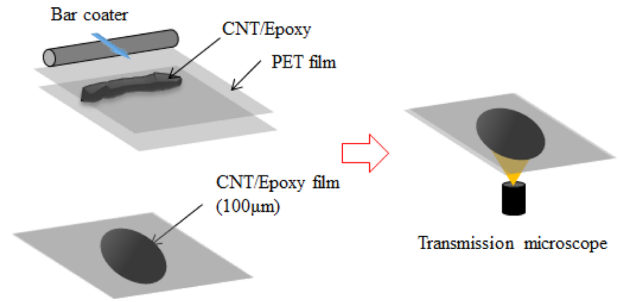 Bar coater
CNT/Epoxy
PET film
CNT/Epoxy film
(100μm)
Transmission microscope